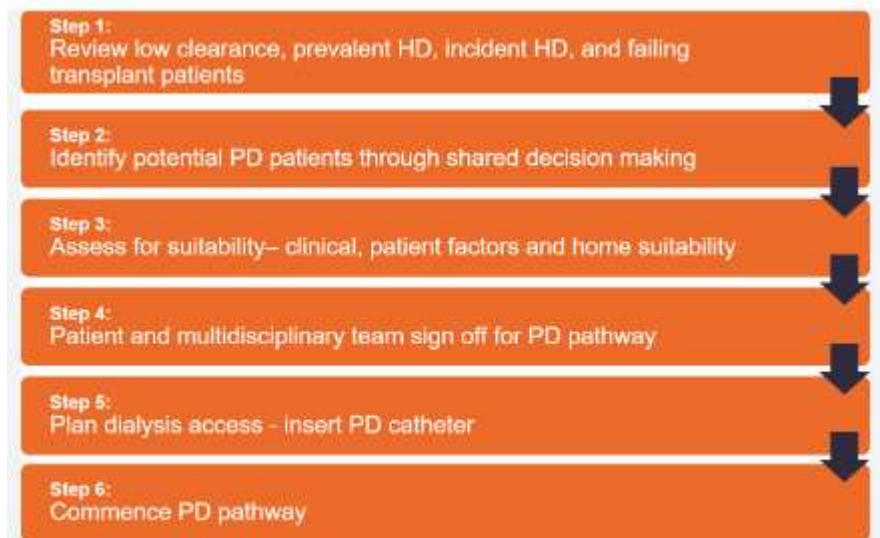 Step 1:
Review low clearance, prevalent HD, incident HD, and failing
transplant patients
Step 2:
Identify potential PD patients through shared decision making
Step 3:
Assess for suitability– clinical, patient factors and home suitability
Step 4:
Patient and multidisciplinary team sign off for PD pathway
Step 5:
Plan dialysis access - insert PD catheter
Step 6:
Commence PD pathway